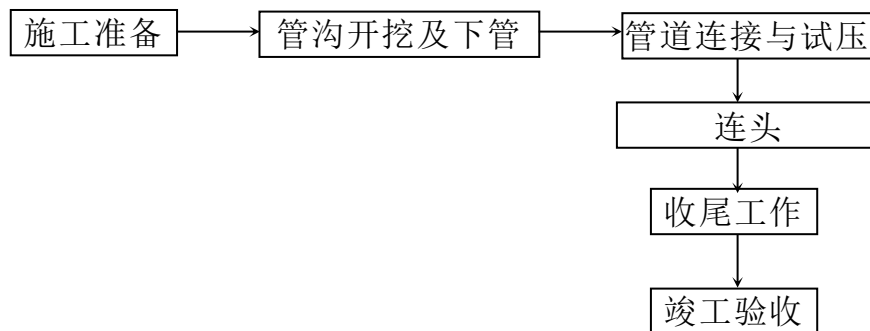 施工准备
管沟开挖及下管
管道连接与试压
连头
收尾工作
竣工验收